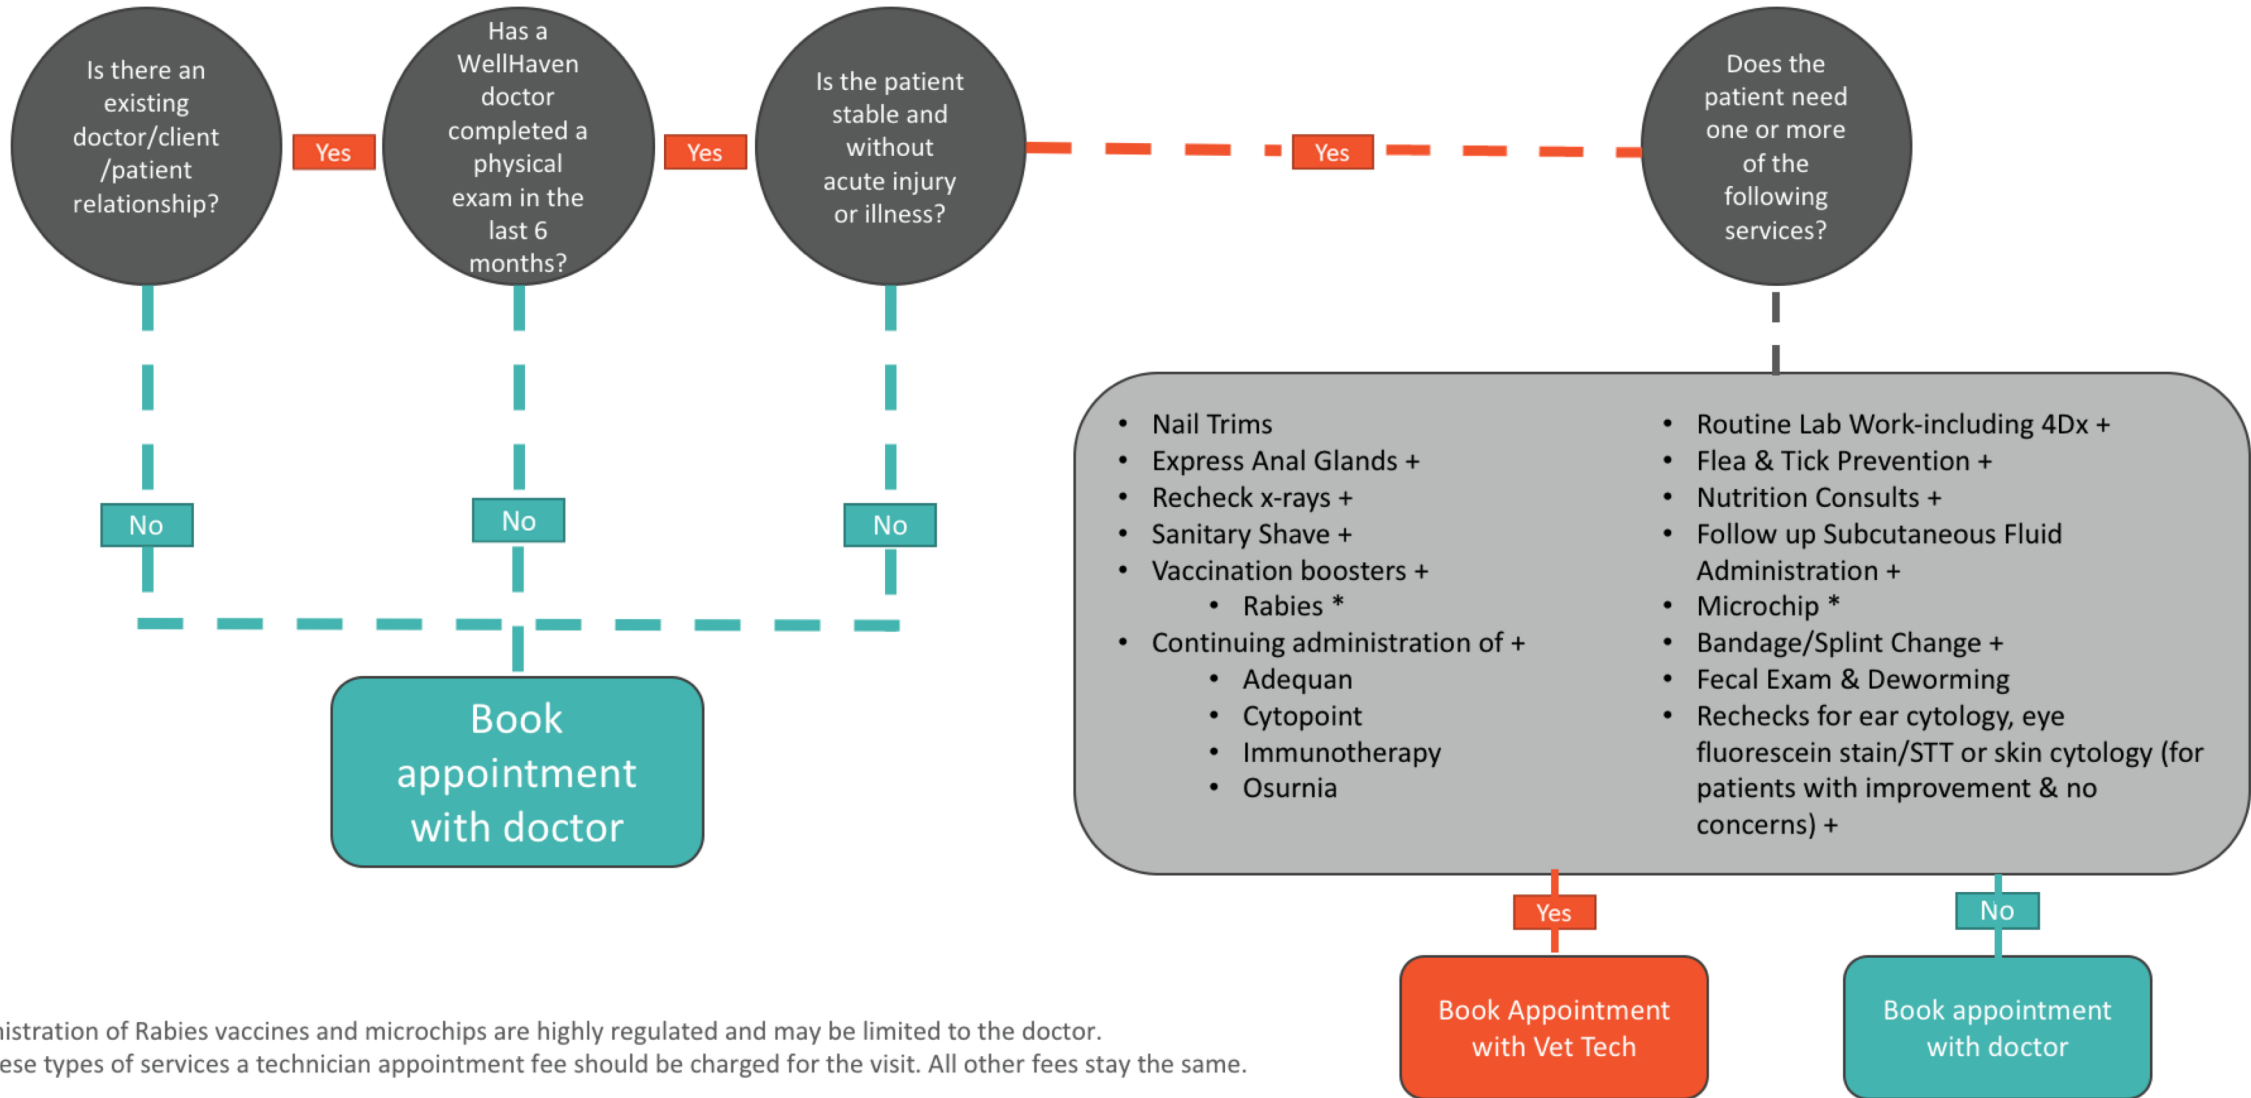 Is there an
existing
doctor/client
/patient
relationship?
Yes
Has a
WellHaven
doctor
completed a
physical
exam in the
last 6
months?
Yes
Is the patient
stable and
without
acute injury
or illness?
Yes
Does the
patient need
one or more
of the
following
services?
No
No
No
Book
appointment
with doctor
• Nail Trims
• Express Anal Glands +
• Recheck x-rays +
• Sanitary Shave +
• Vaccination boosters +
• Rabies *
• Continuing administration of +
• Adequan
• Cytopoint
• Immunotherapy
• Osurnia
• Routine Lab Work-including 4Dx +
• Flea & Tick Prevention +
• Nutrition Consults +
• Follow up Subcutaneous Fluid
Administration +
• Microchip *
• Bandage/Splint Change +
• Fecal Exam & Deworming
• Rechecks for ear cytology, eye
fluorescein stain/STT or skin cytology (for
patients with improvement & no
concerns) +
Yes
No
Book Appointment
with Vet Tech
Book appointment
with doctor
nistration of Rabies vaccines and microchips are highly regulated and may be limited to the doctor.
ese types of services a technician appointment fee should be charged for the visit. All other fees stay the same.